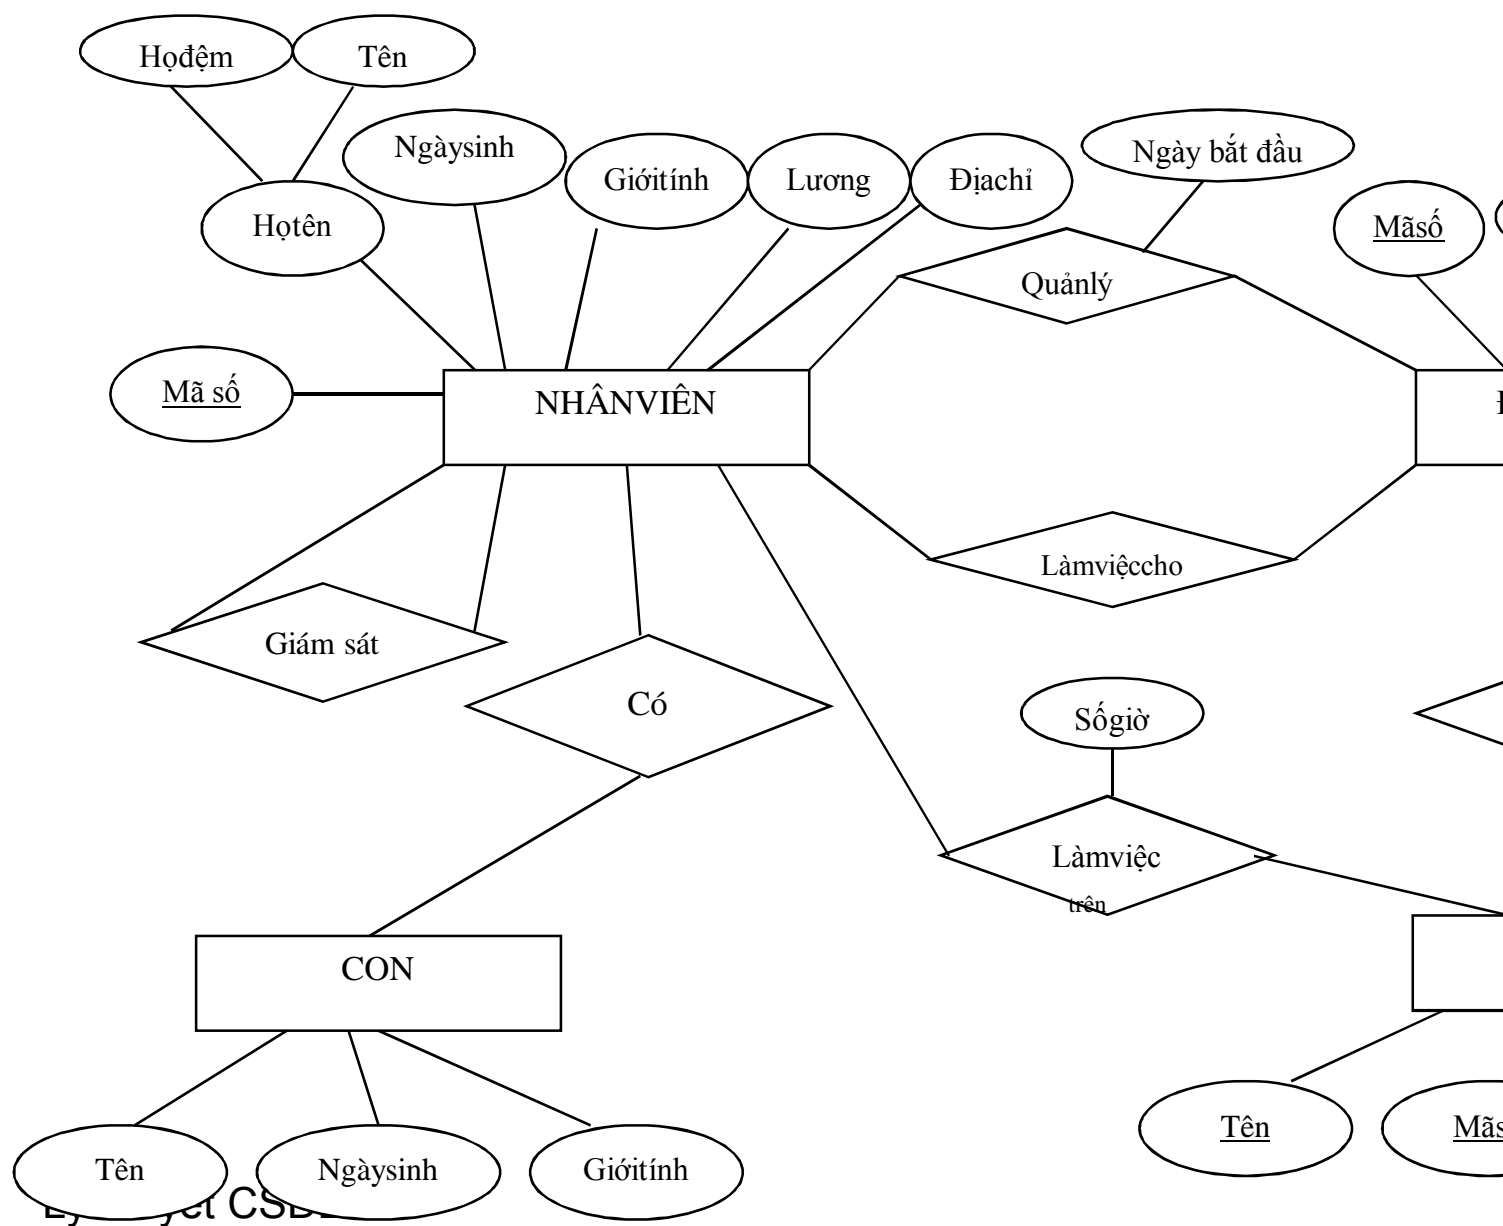 Họđệm
Tên
Ngàysinh
Giớitính
Lương
Địachỉ
Ngày bắt đầu
Mãsố
Họtên
Quảnlý
Mã số
NHÂNVIÊN
Làmviệccho
Giám sát
Có
Sốgiờ
Làmviệc
trên
CON
Tên
Ngàysinh
Giớitính
Tên